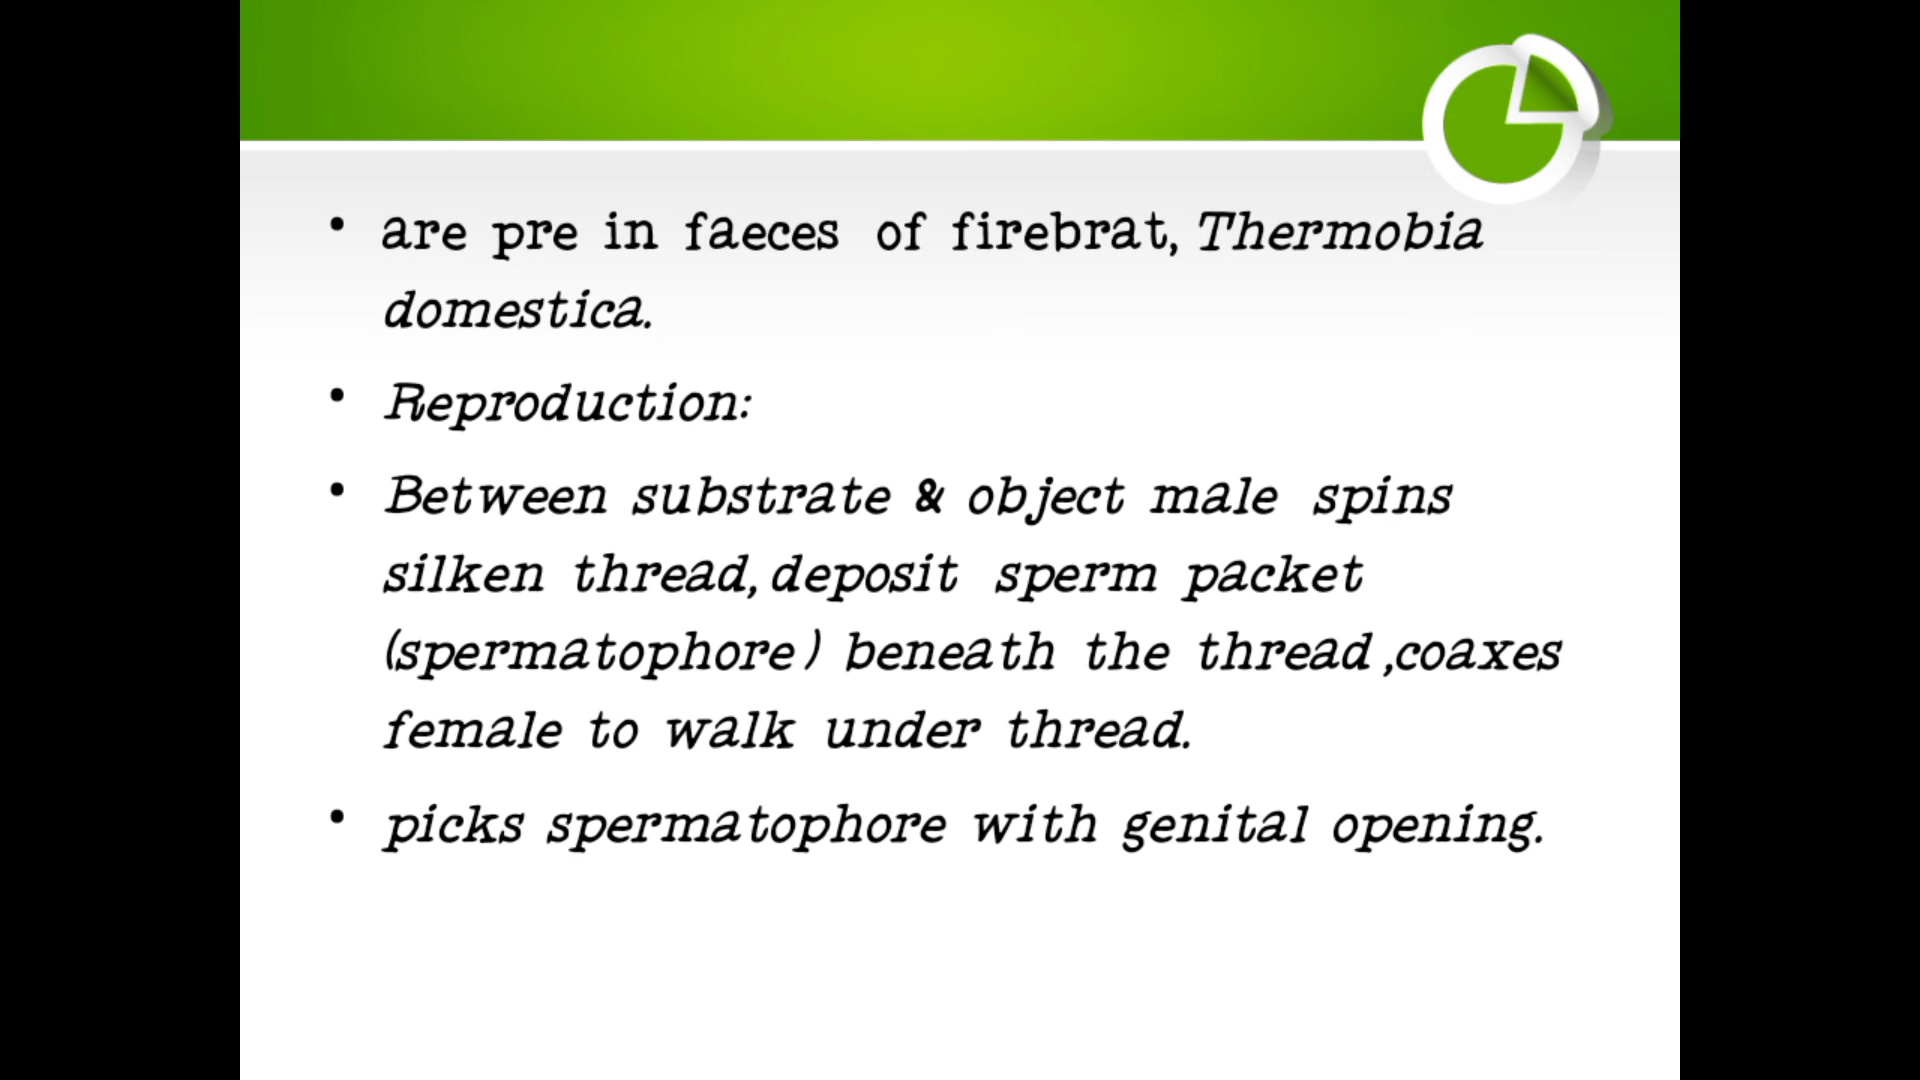 • are pre in faeces of firebrat, Thermobia
domestica.
• Reproduction:
• Between substrate & object male spins
silken thread, deposit sperm packet
(spermatophore) beneath the thread ,coaxes
female to walk under thread.
• picks spermatophore with genital opening.